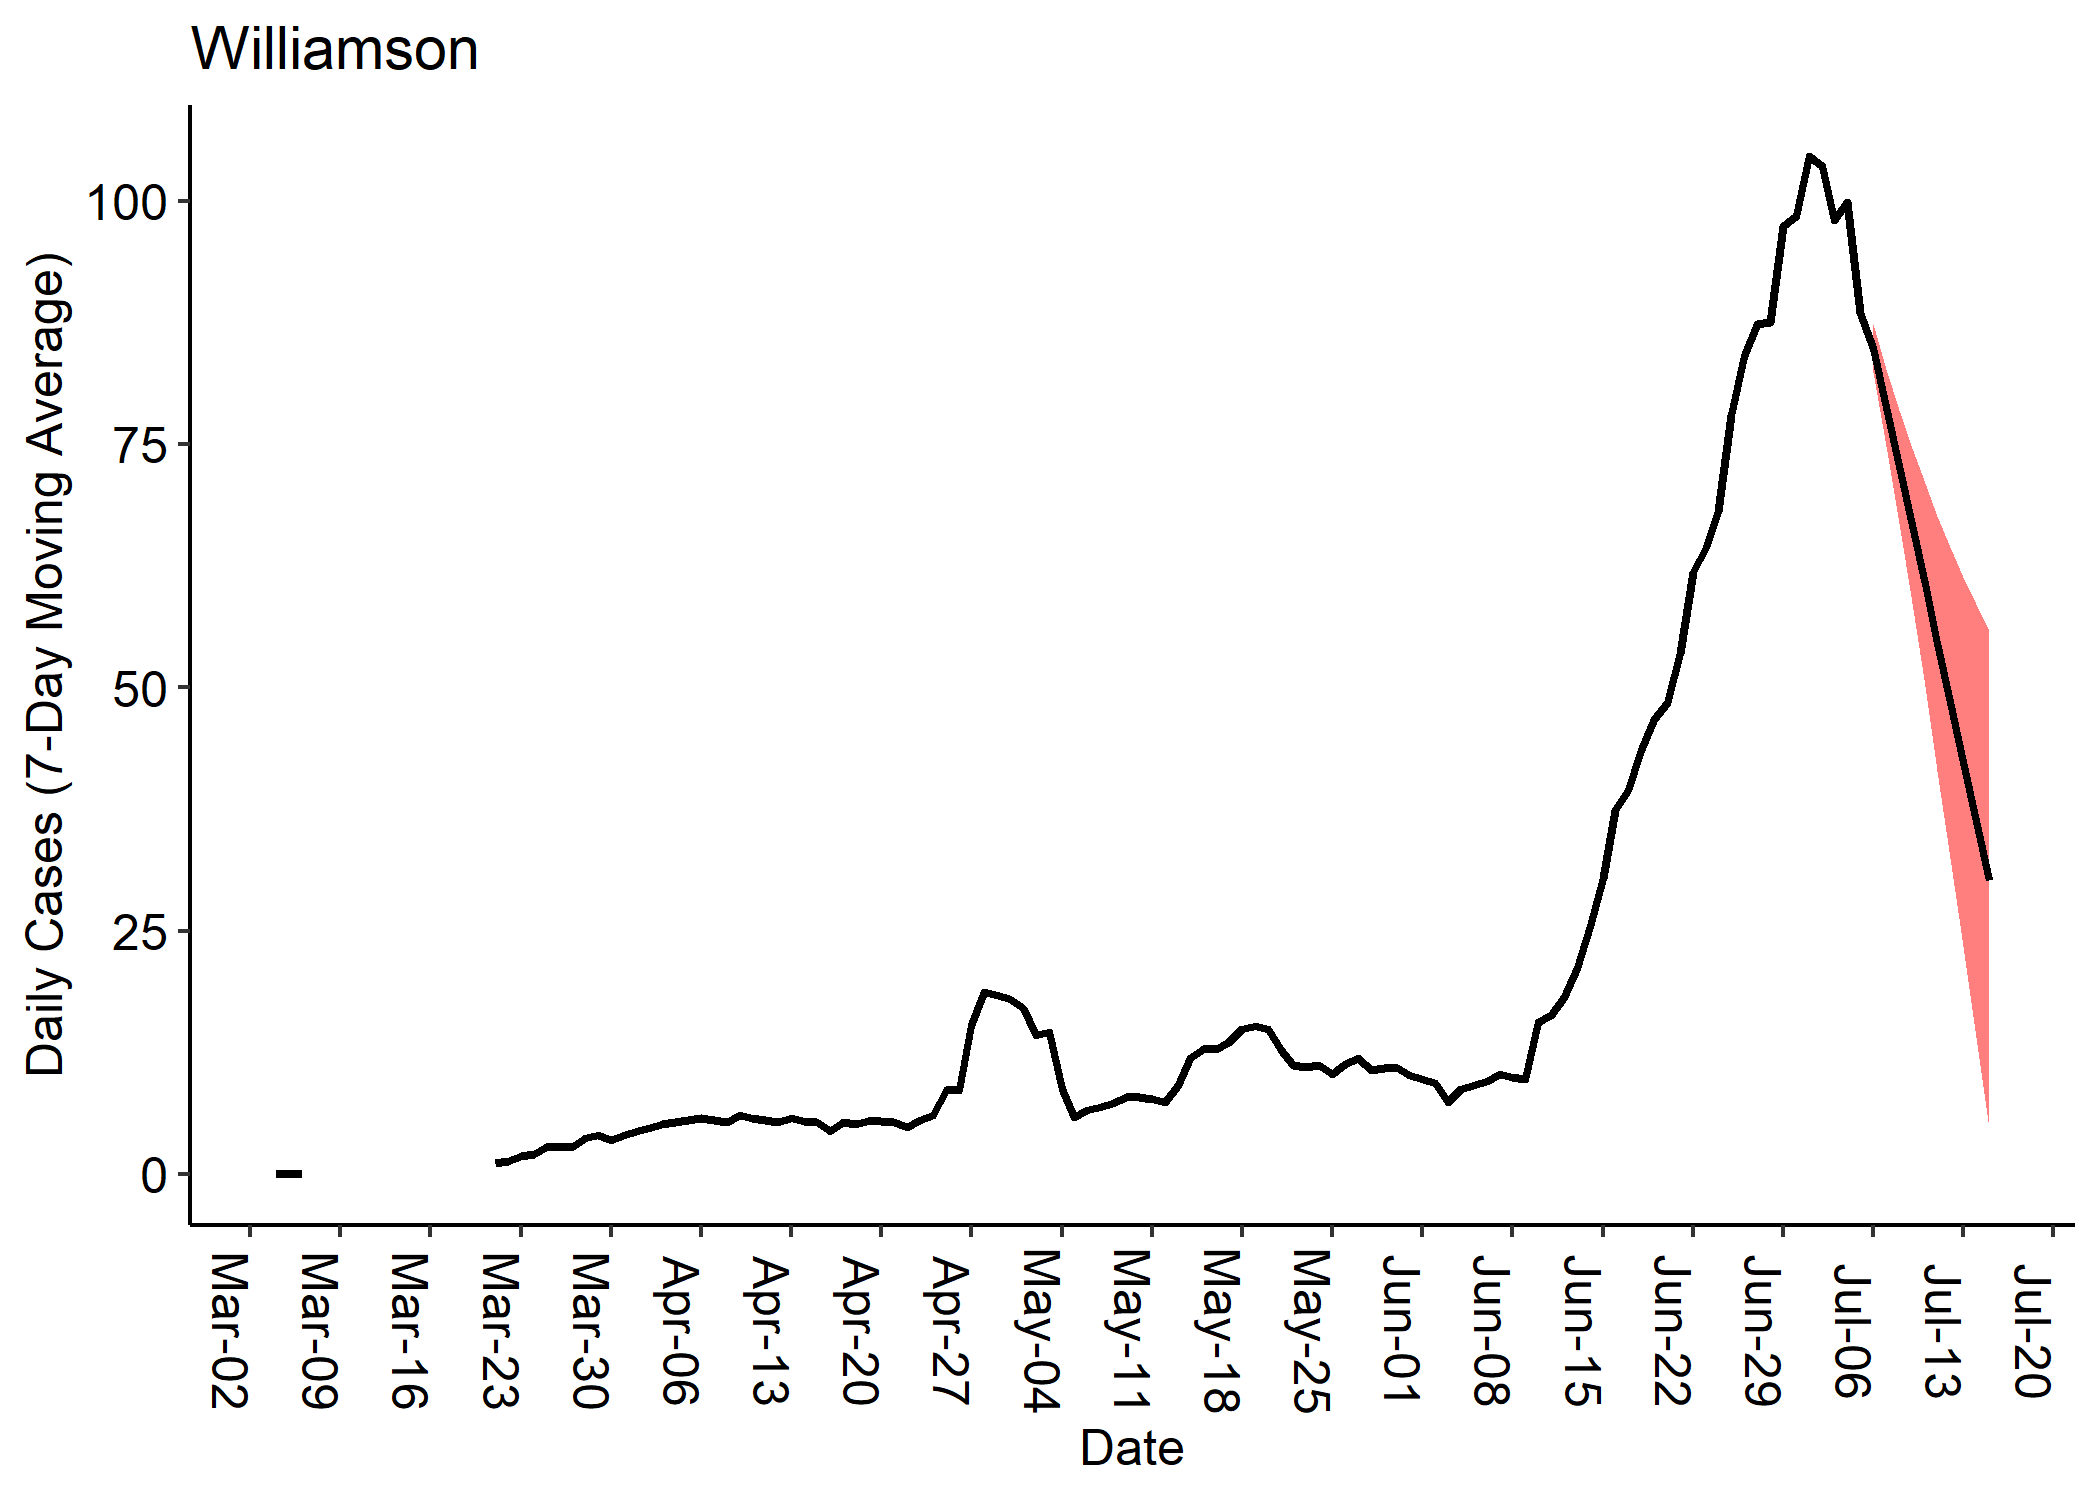 Williamson
Daily Cases (7-Day Moving Average)
100
75
50
25
0
Mar-02
Mar-09
Mar-16
Mar-23
Mar-30
Apr-06
Apr-13
Apr-20
Apr-27
May-04
May-11
May-18
May-25
Jun-01
Jun-08
Jun-15
Jun-22
Jun-29
Jul-06
Jul-13
Jul-20
Date